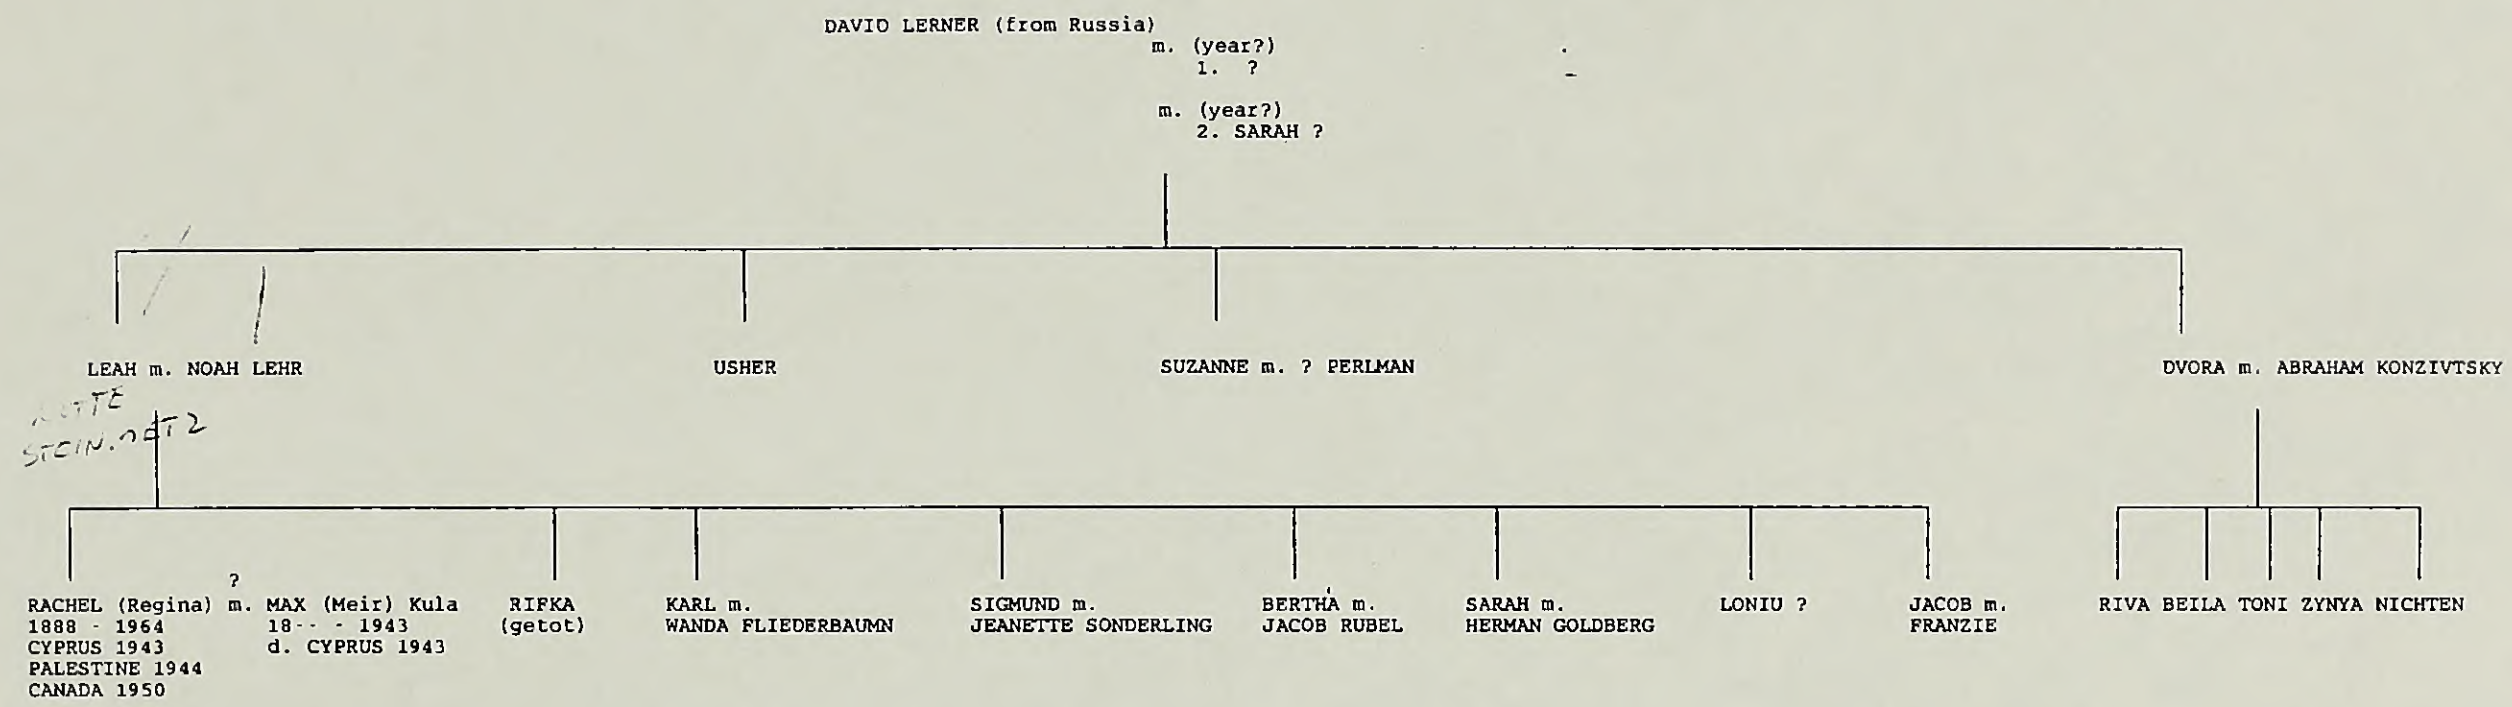 DAVID LERNER (from Russia)
m. (year?)
1. ?
m. (year?)
2. SARAH ?
LEAH m. NOAH LEHR
USHER
SUZANNE m. ? PERLMAN
DVORA m. ABRAHAM KONZIVTSKY
?
RACHEL (Regina) m. MAX (Meir) Kula
1888 - 1964
18-- - 1943
CYPRUS 1943
d. CYPRUS 1943
PALESTINE 1944
CANADA 1950
RIFKA
(getot)
KARL m.
WANDA FLIEDERBAUMN
SIGMUND m.
JEANETTE SONDERLING
BERTHA m.
JACOB RUBEL
SARAH m.
HERMAN GOLDBERG
LONIU ?
JACOB m.
FRANZIE
RIVA BEILA TONI ZYNYA NICHTEN